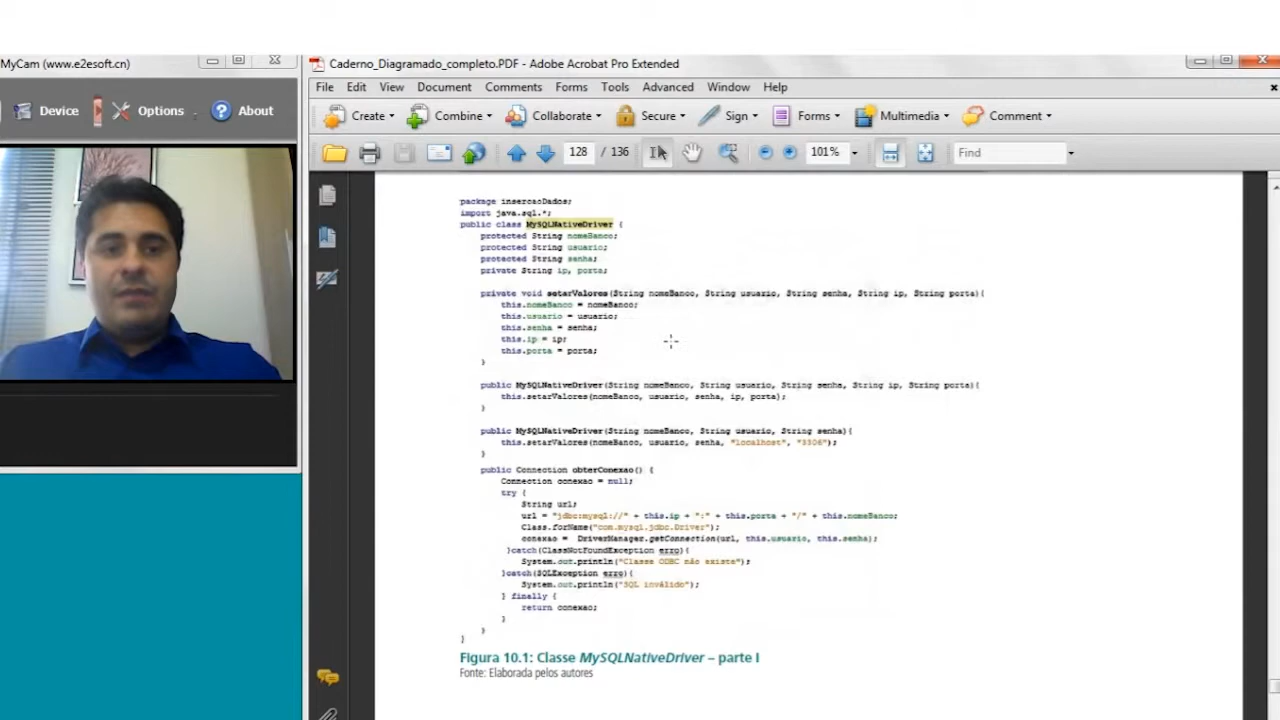 MyCam (www.e2esoft.cn)
Device Options About
Caderno_Diagramado_completo.PDF - Adobe Acrobat Pro Extended
File Edit View Document Comments Forms Tools Advanced Window Help
Create Combine Collaborate Secure Sign Forms Multimedia Comment
128 / 136 101% Find
package insercaoDados;
import java.sql.*;
public class MySQLNativeDriver {
protected String nomeBanco;
protected String usuario;
protected String senha;
private String ip, porta;
private void setarValores(String nomeBanco, String usuario, String senha, String ip, String porta){
this.nomeBanco = nomeBanco;
this.usuario = usuario;
this.senha = senha;
this.ip = ip;
this.porta = porta;
}
public MySQLNativeDriver(String nomeBanco, String usuario, String senha, String ip, String porta){
this.setarValores(nomeBanco, usuario, senha, ip, porta);
}
public MySQLNativeDriver(String nomeBanco, String usuario, String senha){
this.setarValores(nomeBanco, usuario, senha, "localhost", "3306");
}
public Connection obterConexao() {
Connection conexao = null;
try {
String url;
url = "jdbc:mysql://" + this.ip + ":" + this.porta + "/" + this.nomeBanco;
Class.forName("com.mysql.jdbc.Driver");
conexao = DriverManager.getConnection(url, this.usuario, this.senha);
}catch(ClassNotFoundException erro){
System.out.println("Classe ODBC não existe");
}catch(SQLException erro){
System.out.println("SQL inválido");
} finally {
return conexao;
}
}
}
Figura 10.1: Classe MySQLNativeDriver – parte I
Fonte: Elaborada pelos autores